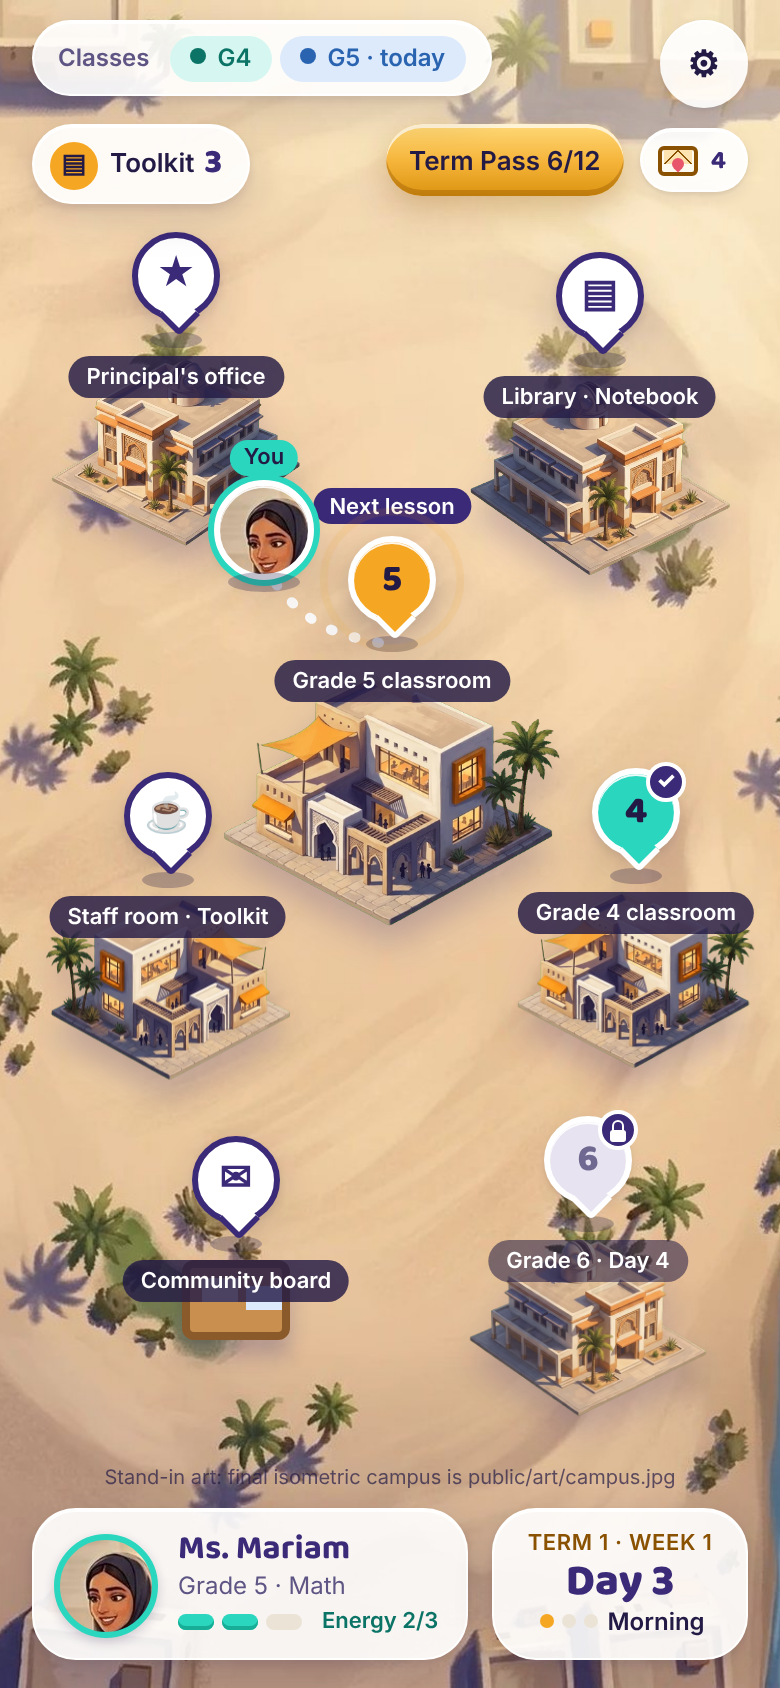 Classes G4 G5 · today
Toolkit 3
Term Pass 6/12
4
Principal's office
Library · Notebook
You
Next lesson
5
Grade 5 classroom
4
Staff room · Toolkit
Grade 4 classroom
6
Community board
Grade 6 · Day 4
Stand-in art: final isometric campus is public/art/campus.jpg
Ms. Mariam
Grade 5 · Math
Energy 2/3
TERM 1 · WEEK 1
Day 3
Morning